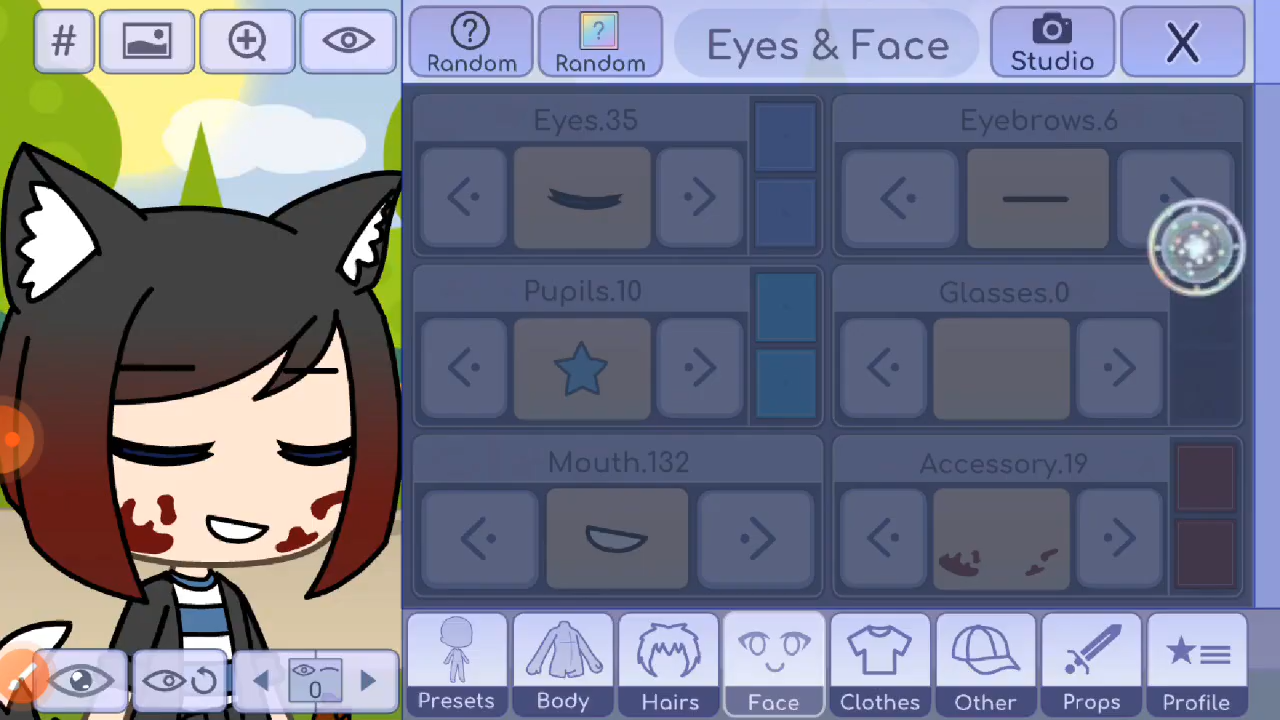 #
?
Random
?
Random
Eyes & Face
Studio
X
Eyes.35
Eyebrows.6
Pupils.10
Glasses.0
Mouth.132
Accessory.19
0
Presets
Body
Hairs
Face
Clothes
Other
Props
Profile